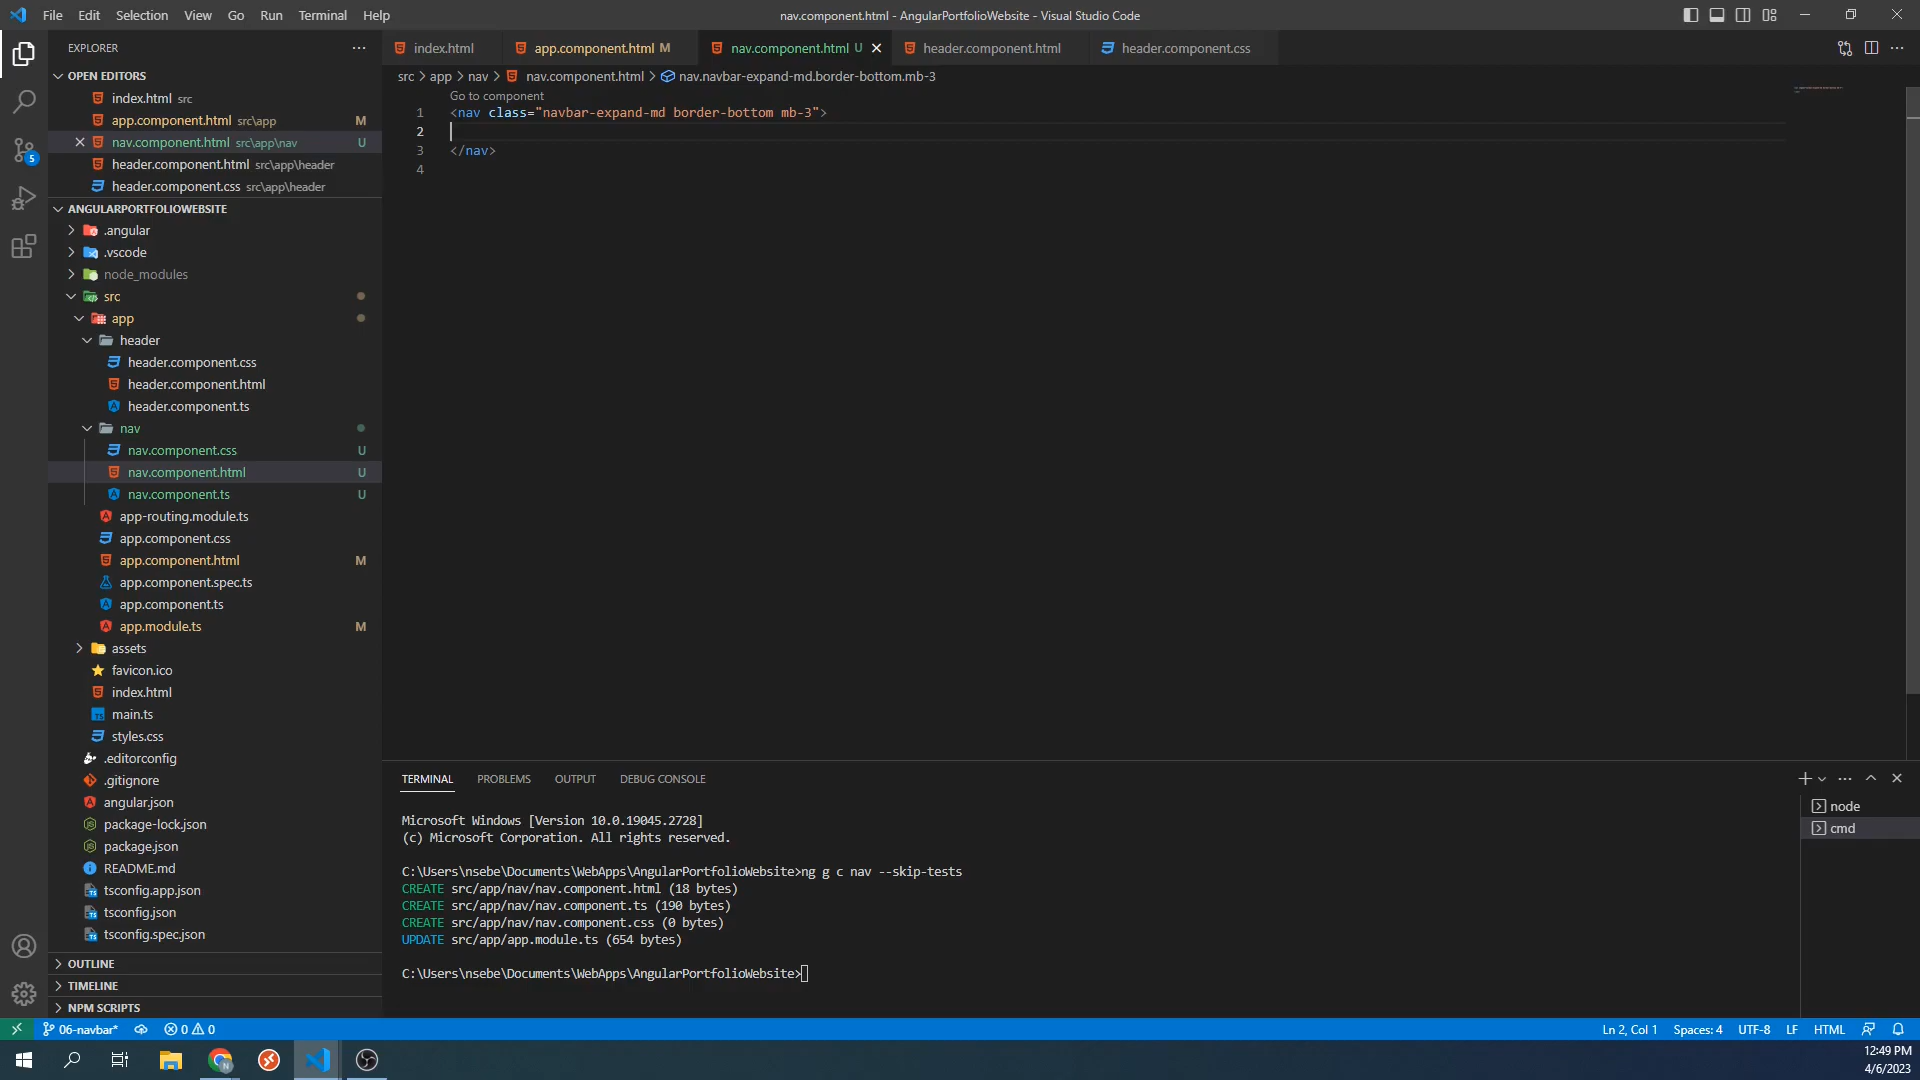 File Edit Selection View Go Run Terminal Help
nav.component.html - AngularPortfolioWebsite - Visual Studio Code
EXPLORER
OPEN EDITORS
index.html src
app.component.html src\app M
nav.component.html src\app\nav U
header.component.html src\app\header
header.component.css src\app\header
ANGULARPORTFOLIOWEBSITE
.angular
.vscode
node_modules
src
app
header
header.component.css
header.component.html
header.component.ts
nav
nav.component.css U
nav.component.html U
nav.component.ts U
app-routing.module.ts
app.component.css
app.component.html M
app.component.spec.ts
app.component.ts
app.module.ts M
assets
favicon.ico
index.html
main.ts
styles.css
.editorconfig
.gitignore
angular.json
package-lock.json
package.json
README.md
tsconfig.app.json
tsconfig.json
tsconfig.spec.json
OUTLINE
TIMELINE
NPM SCRIPTS
index.html app.component.html M nav.component.html U header.component.html header.component.css
src > app > nav > nav.component.html > nav.navbar-expand-md.border-bottom.mb-3
Go to component
1 <nav class="navbar-expand-md border-bottom mb-3">
2
3 </nav>
4
TERMINAL PROBLEMS OUTPUT DEBUG CONSOLE
node
cmd
Microsoft Windows [Version 10.0.19045.2728]
(c) Microsoft Corporation. All rights reserved.
C:\Users\nsebe\Documents\WebApps\AngularPortfolioWebsite>ng g c nav --skip-tests
CREATE src/app/nav/nav.component.html (18 bytes)
CREATE src/app/nav/nav.component.ts (190 bytes)
CREATE src/app/nav/nav.component.css (0 bytes)
UPDATE src/app/app.module.ts (654 bytes)
C:\Users\nsebe\Documents\WebApps\AngularPortfolioWebsite>
5
06-navbar* 0 0 Ln 2, Col 1 Spaces: 4 UTF-8 LF HTML
12:49 PM
4/6/2023